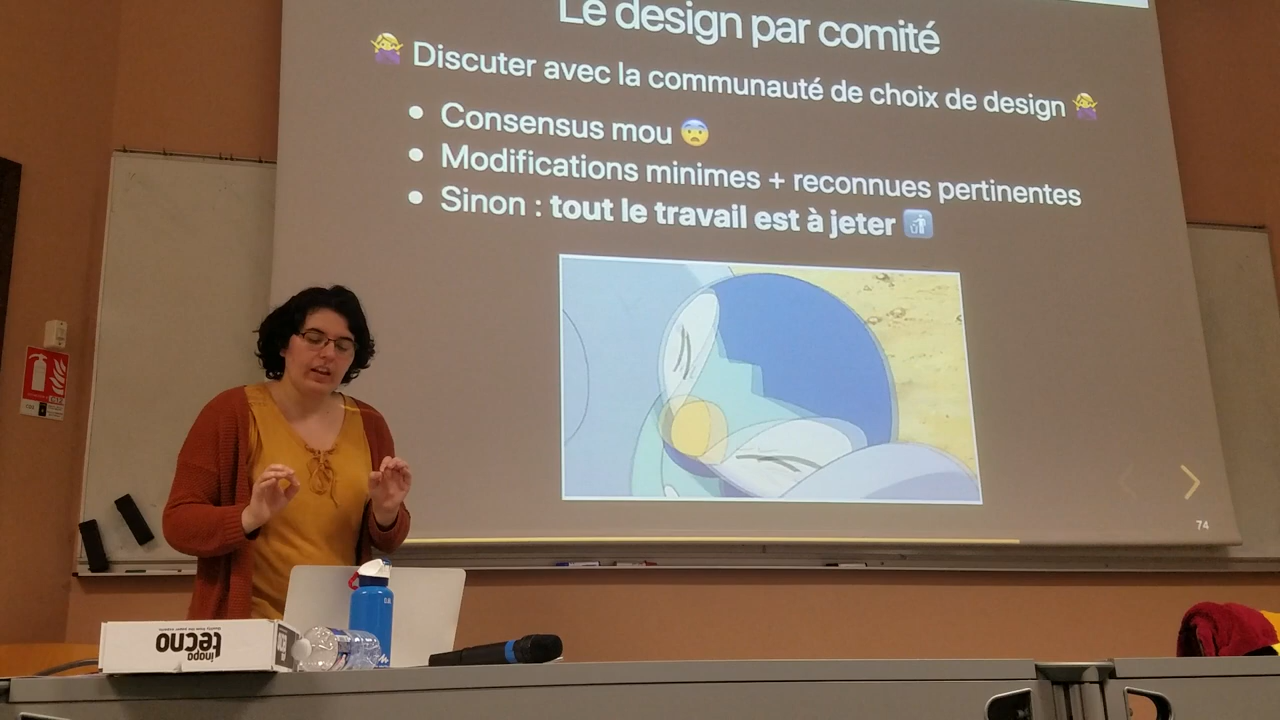 Le design par comité
🤷‍♀️ Discuter avec la communauté de choix de design 🤷‍♀️
• Consensus mou 😨
• Modifications minimes + reconnues pertinentes
• Sinon : tout le travail est à jeter 🚮
74
inapa
tecno